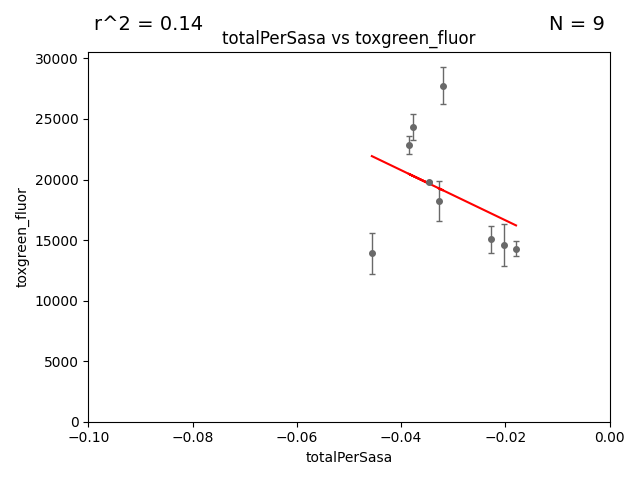 r^2 = 0.14
N = 9
totalPerSasa vs toxgreen_fluor
30000
25000
20000
15000
10000
5000
0
toxgreen_fluor
−0.10
−0.08
−0.06
−0.04
−0.02
0.00
totalPerSasa